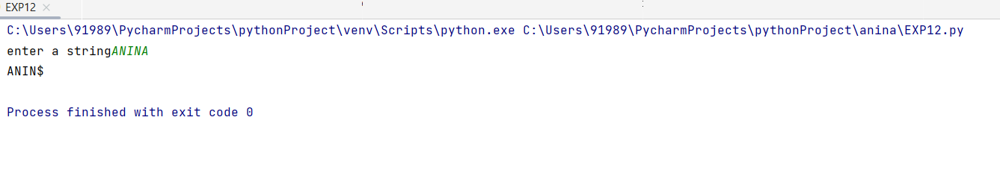 EXP12
C:\Users\91989\PycharmProjects\pythonProject\venv\Scripts\python.exe C:\Users\91989\PycharmProjects\pythonProject\anina\EXP12.py
enter a stringANINA
ANIN$
Process finished with exit code 0